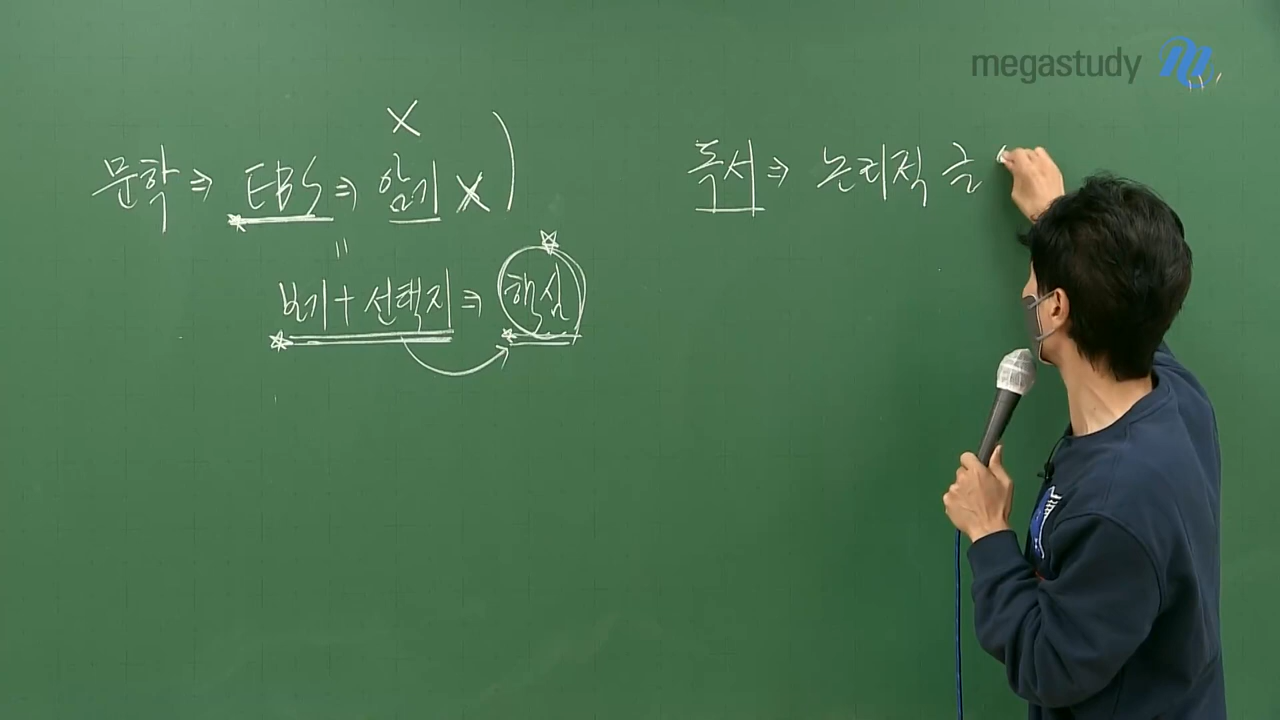 megastudy
X
문학 ⇒ EBS ⇒ 암기 X )
〃
보기 + 선택지 ⇒ 핵심
독서 ⇒ 논리적 글